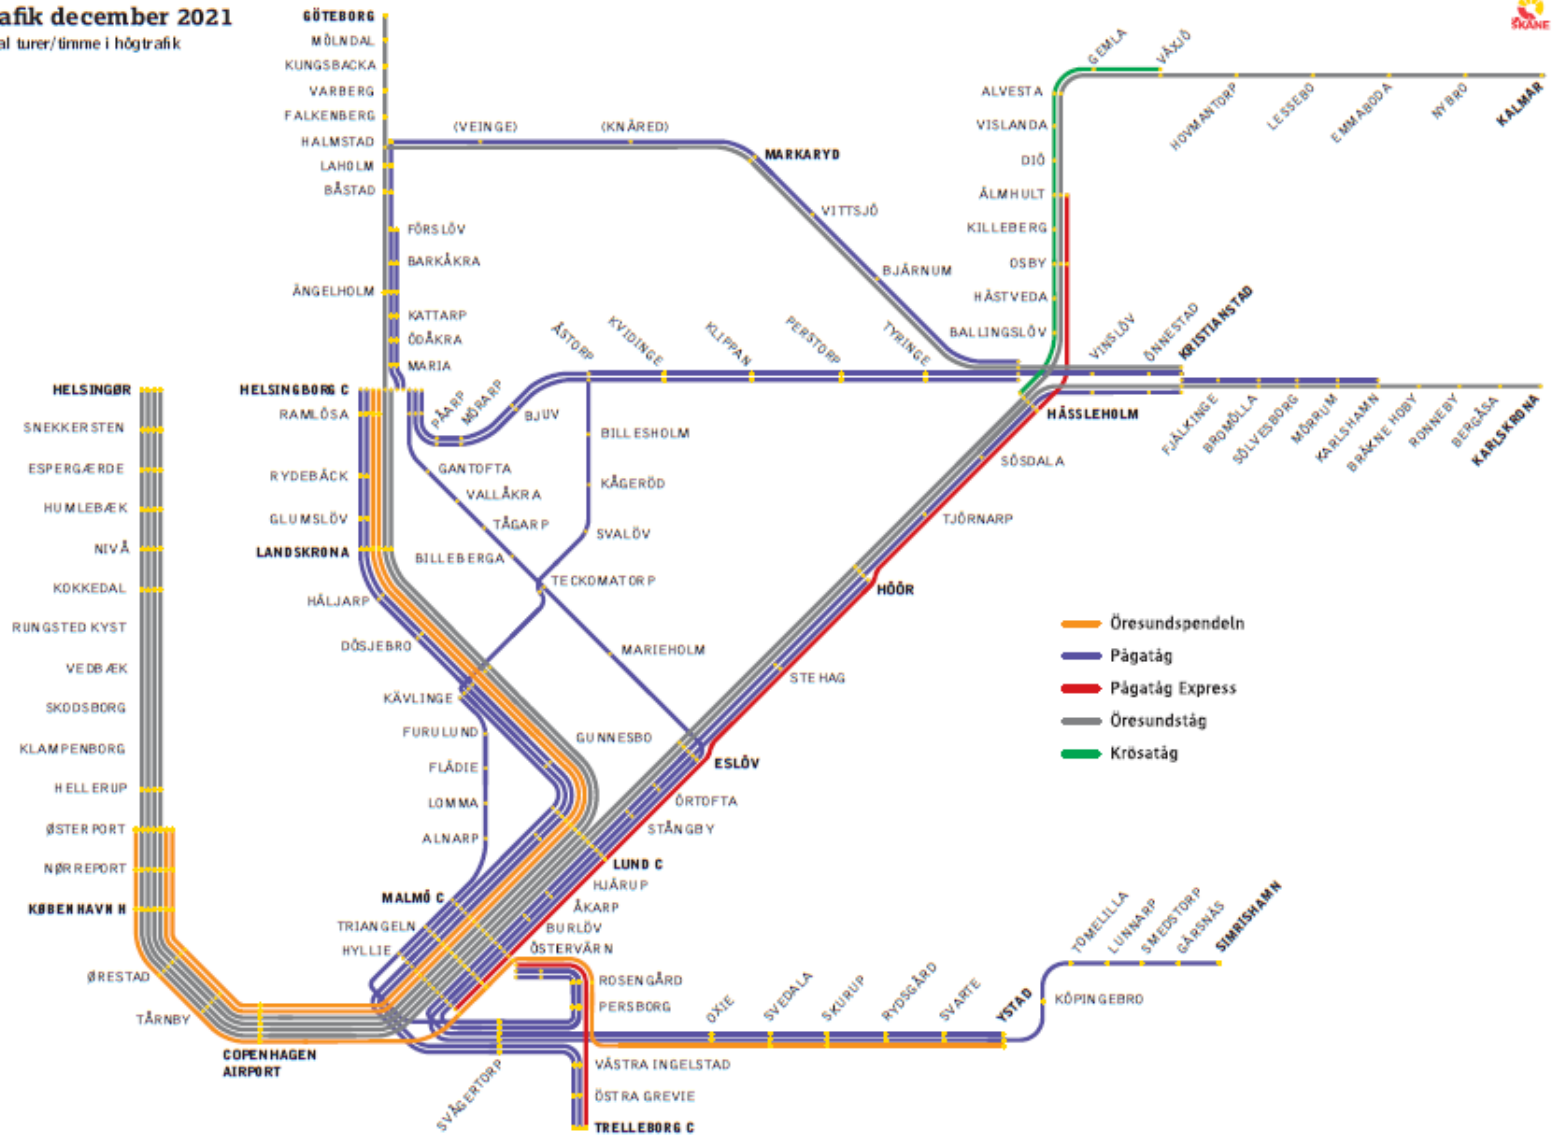 afik december 2021
al turer/timme i högtrafik
SKÅNE
GÖTEBORG
MÖLNDAL
KUNGSBACKA
VARBERG
FALKENBERG
HALMSTAD
LAHOLM
BÅSTAD
(VEINGE)
(KNÄRED)
MARKARYD
VITTSJÖ
BJÄRNUM
FÖRSLÖV
BARKÅKRA
ÄNGELHOLM
KATTARP
ÖDÅKRA
MARIA
GEMLA
VÄXJÖ
ALVESTA
VISLANDA
DIÖ
ÄLMHULT
KILLEBERG
OSBY
HÄSTVEDA
BALLINGSLÖV
HOVMANTORP
LESSEBO
EMMABODA
NYBRO
KALMAR
ÅSTORP
KVIDINGE
KLIPPAN
PERSTORP
TYRINGE
VINSLÖV
ÖNNESTAD
KRISTIANSTAD
HÄSSLEHOLM
FJÄLKINGE
BROMÖLLA
SÖLVESBORG
MÖRRUM
KARLSHAMN
BRÄKNE HOBY
RONNEBY
BERGÅSA
KARLSKRONA
HELSINGØR
SNEKKERSTEN
ESPERGÆRDE
HUMLEBÆK
NIVÅ
KOKKEDAL
RUNGSTED KYST
VEDBÆK
SKODSBORG
KLAMPENBORG
HELLERUP
ØSTERPORT
NØRREPORT
KØBENHAVN H
ØRESTAD
TÅRNBY
COPENHAGEN
AIRPORT
HELSINGBORG C
RAMLÖSA
RYDEBÄCK
GLUMSLÖV
LANDSKRONA
HÄLJARP
DÖSJEBRO
KÄVLINGE
FURULUND
FLÄDIE
LOMMA
ALNARP
PÅARP
MÖRARP
BJUV
GANTOFTA
VALLÅKRA
TÅGARP
BILLEBERGA
BILLESHOLM
KÅGERÖD
SVALÖV
TECKOMATORP
MARIEHOLM
GUNNESBO
SÖSDALA
TJÖRNARP
HÖÖR
STEHAG
ESLÖV
ÖRTOFTA
STÅNGBY
LUND C
HJÄRUP
ÅKARP
BURLÖV
ÖSTERVÄRN
MALMÖ C
TRIANGELN
HYLLIE
ROSENGÅRD
PERSBORG
SVÅGERTORP
VÄSTRA INGELSTAD
ÖSTRA GREVIE
TRELLEBORG C
OXIE
SVEDALA
SKURUP
RYDSGÅRD
SVARTE
YSTAD
KÖPINGEBRO
TOMELILLA
LUNNARP
SMEDSTORP
GÄRSNÄS
SIMRISHAMN
Öresundspendeln
Pågatåg
Pågatåg Express
Öresundståg
Krösatåg